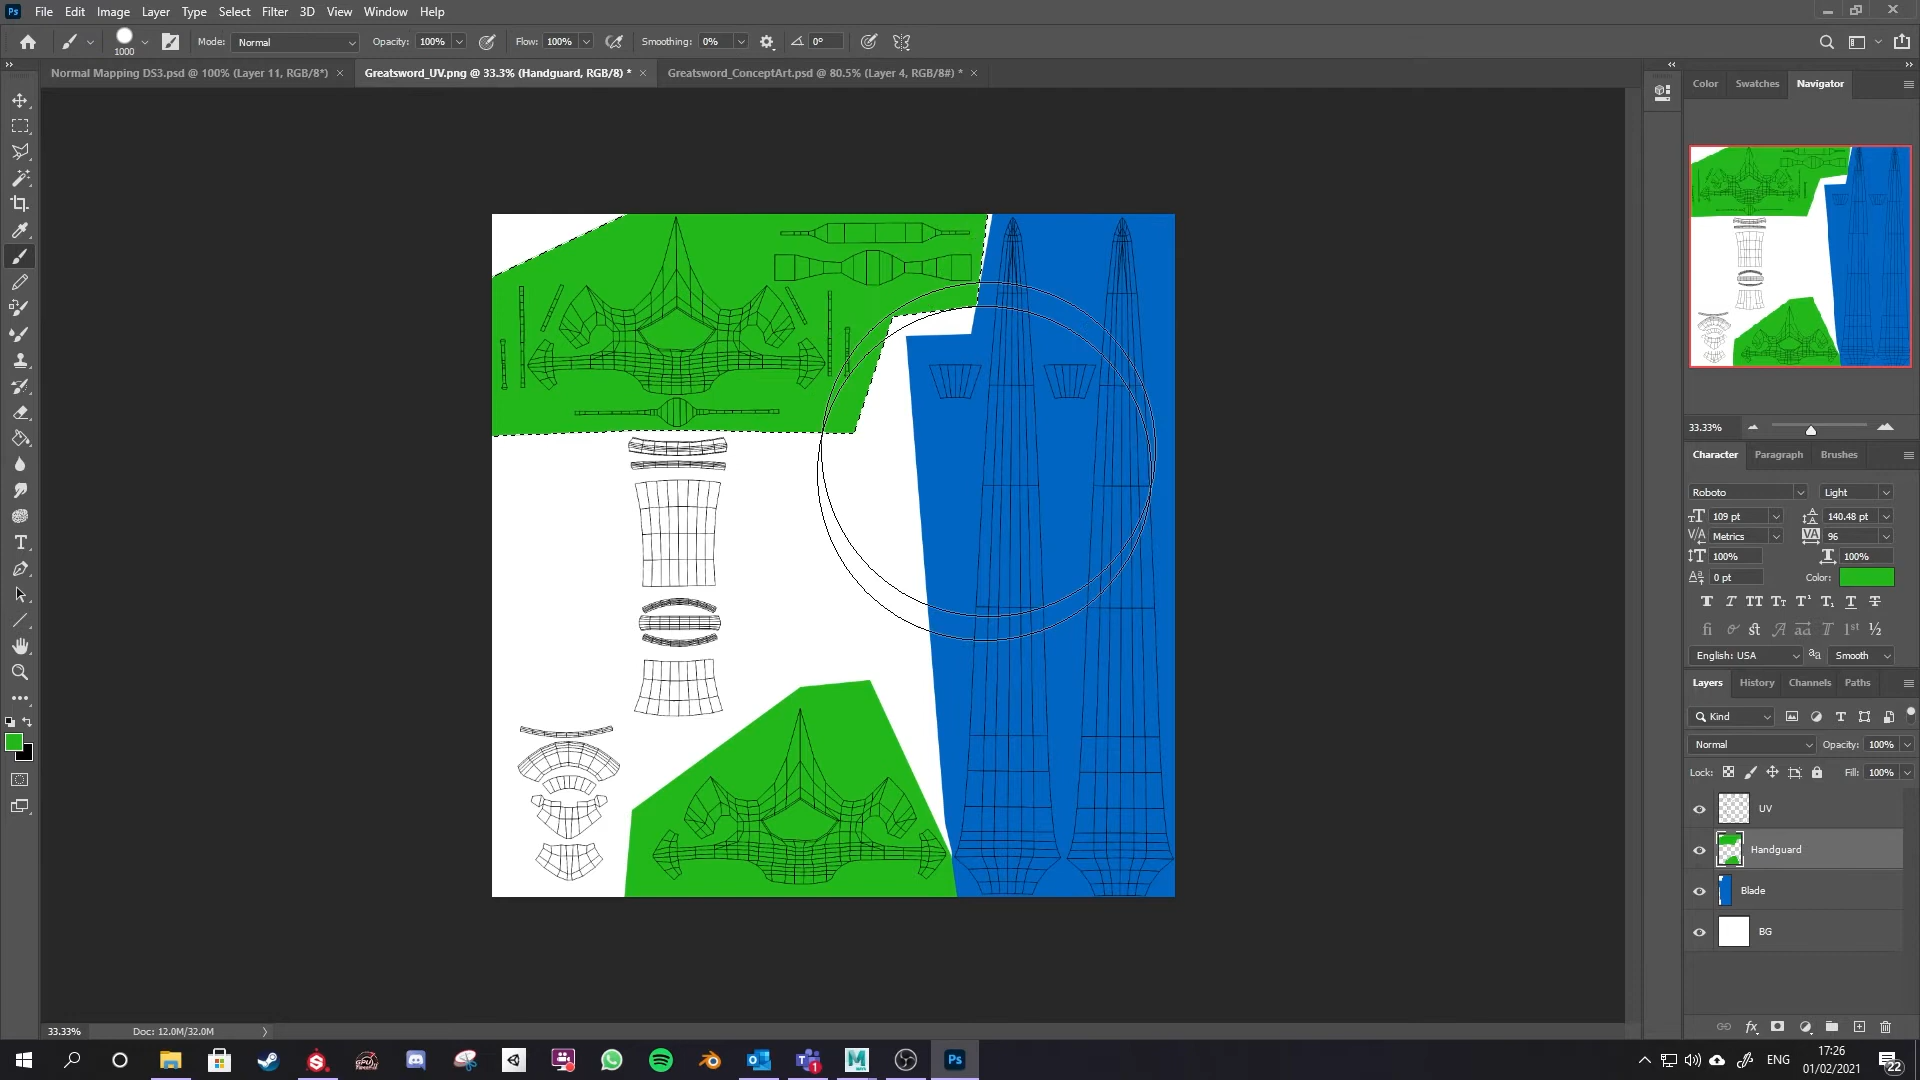 Ps File Edit Image Layer Type Select Filter 3D View Window Help
1000 Mode: Normal Opacity: 100% Flow: 100% Smoothing: 0% 0°
Normal Mapping DS3.psd @ 100% (Layer 11, RGB/8*) × Greatsword_UV.png @ 33.3% (Handguard, RGB/8) * × Greatsword_ConceptArt.psd @ 80.5% (Layer 4, RGB/8#) * ×
Color Swatches Navigator
33.33%
Character Paragraph Brushes
Roboto Light
109 pt 140.48 pt
Metrics 96
100% 100%
0 pt Color:
English: USA aa Smooth
Layers History Channels Paths
Kind
Normal Opacity: 100%
Lock: Fill: 100%
UV
Handguard
Blade
BG
33.33% Doc: 12.0M/32.0M
Ps ENG 17:26
01/02/2021 22